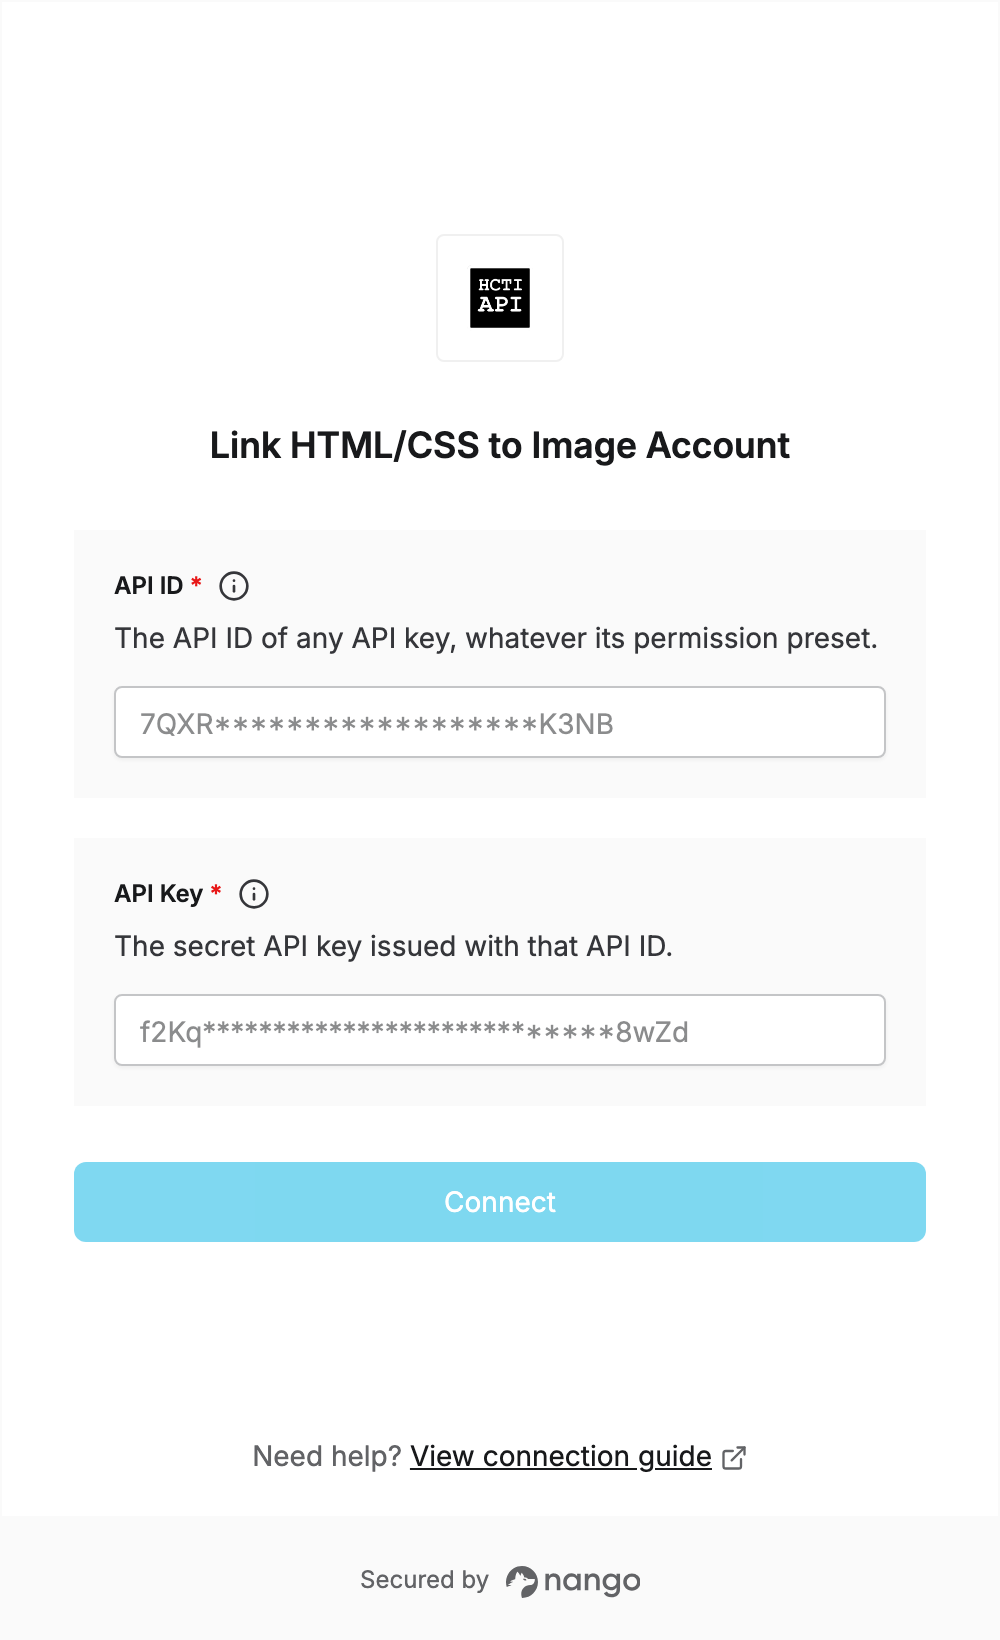 HCTI
API
Link HTML/CSS to Image Account
API ID *
The API ID of any API key, whatever its permission preset.
7QXR******************K3NB
API Key *
The secret API key issued with that API ID.
f2Kq****************************8wZd
Connect
Need help? View connection guide
Secured by nango